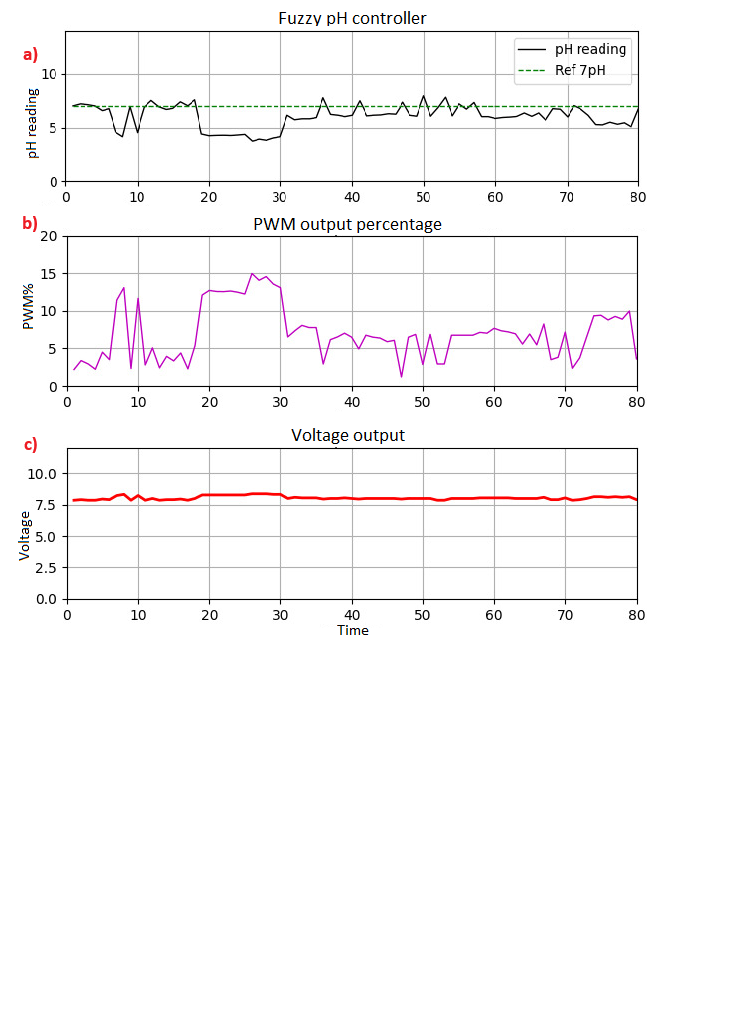 Fuzzy pH controller
a)
pH reading
Ref 7pH
10
5
0
pH reading
0 10 20 30 40 50 60 70 80
b)
PWM output percentage
20
15
10
5
0
PWM%
0 10 20 30 40 50 60 70 80
c)
Voltage output
10.0
7.5
5.0
2.5
0.0
Voltage
0 10 20 30 40 50 60 70 80
Time